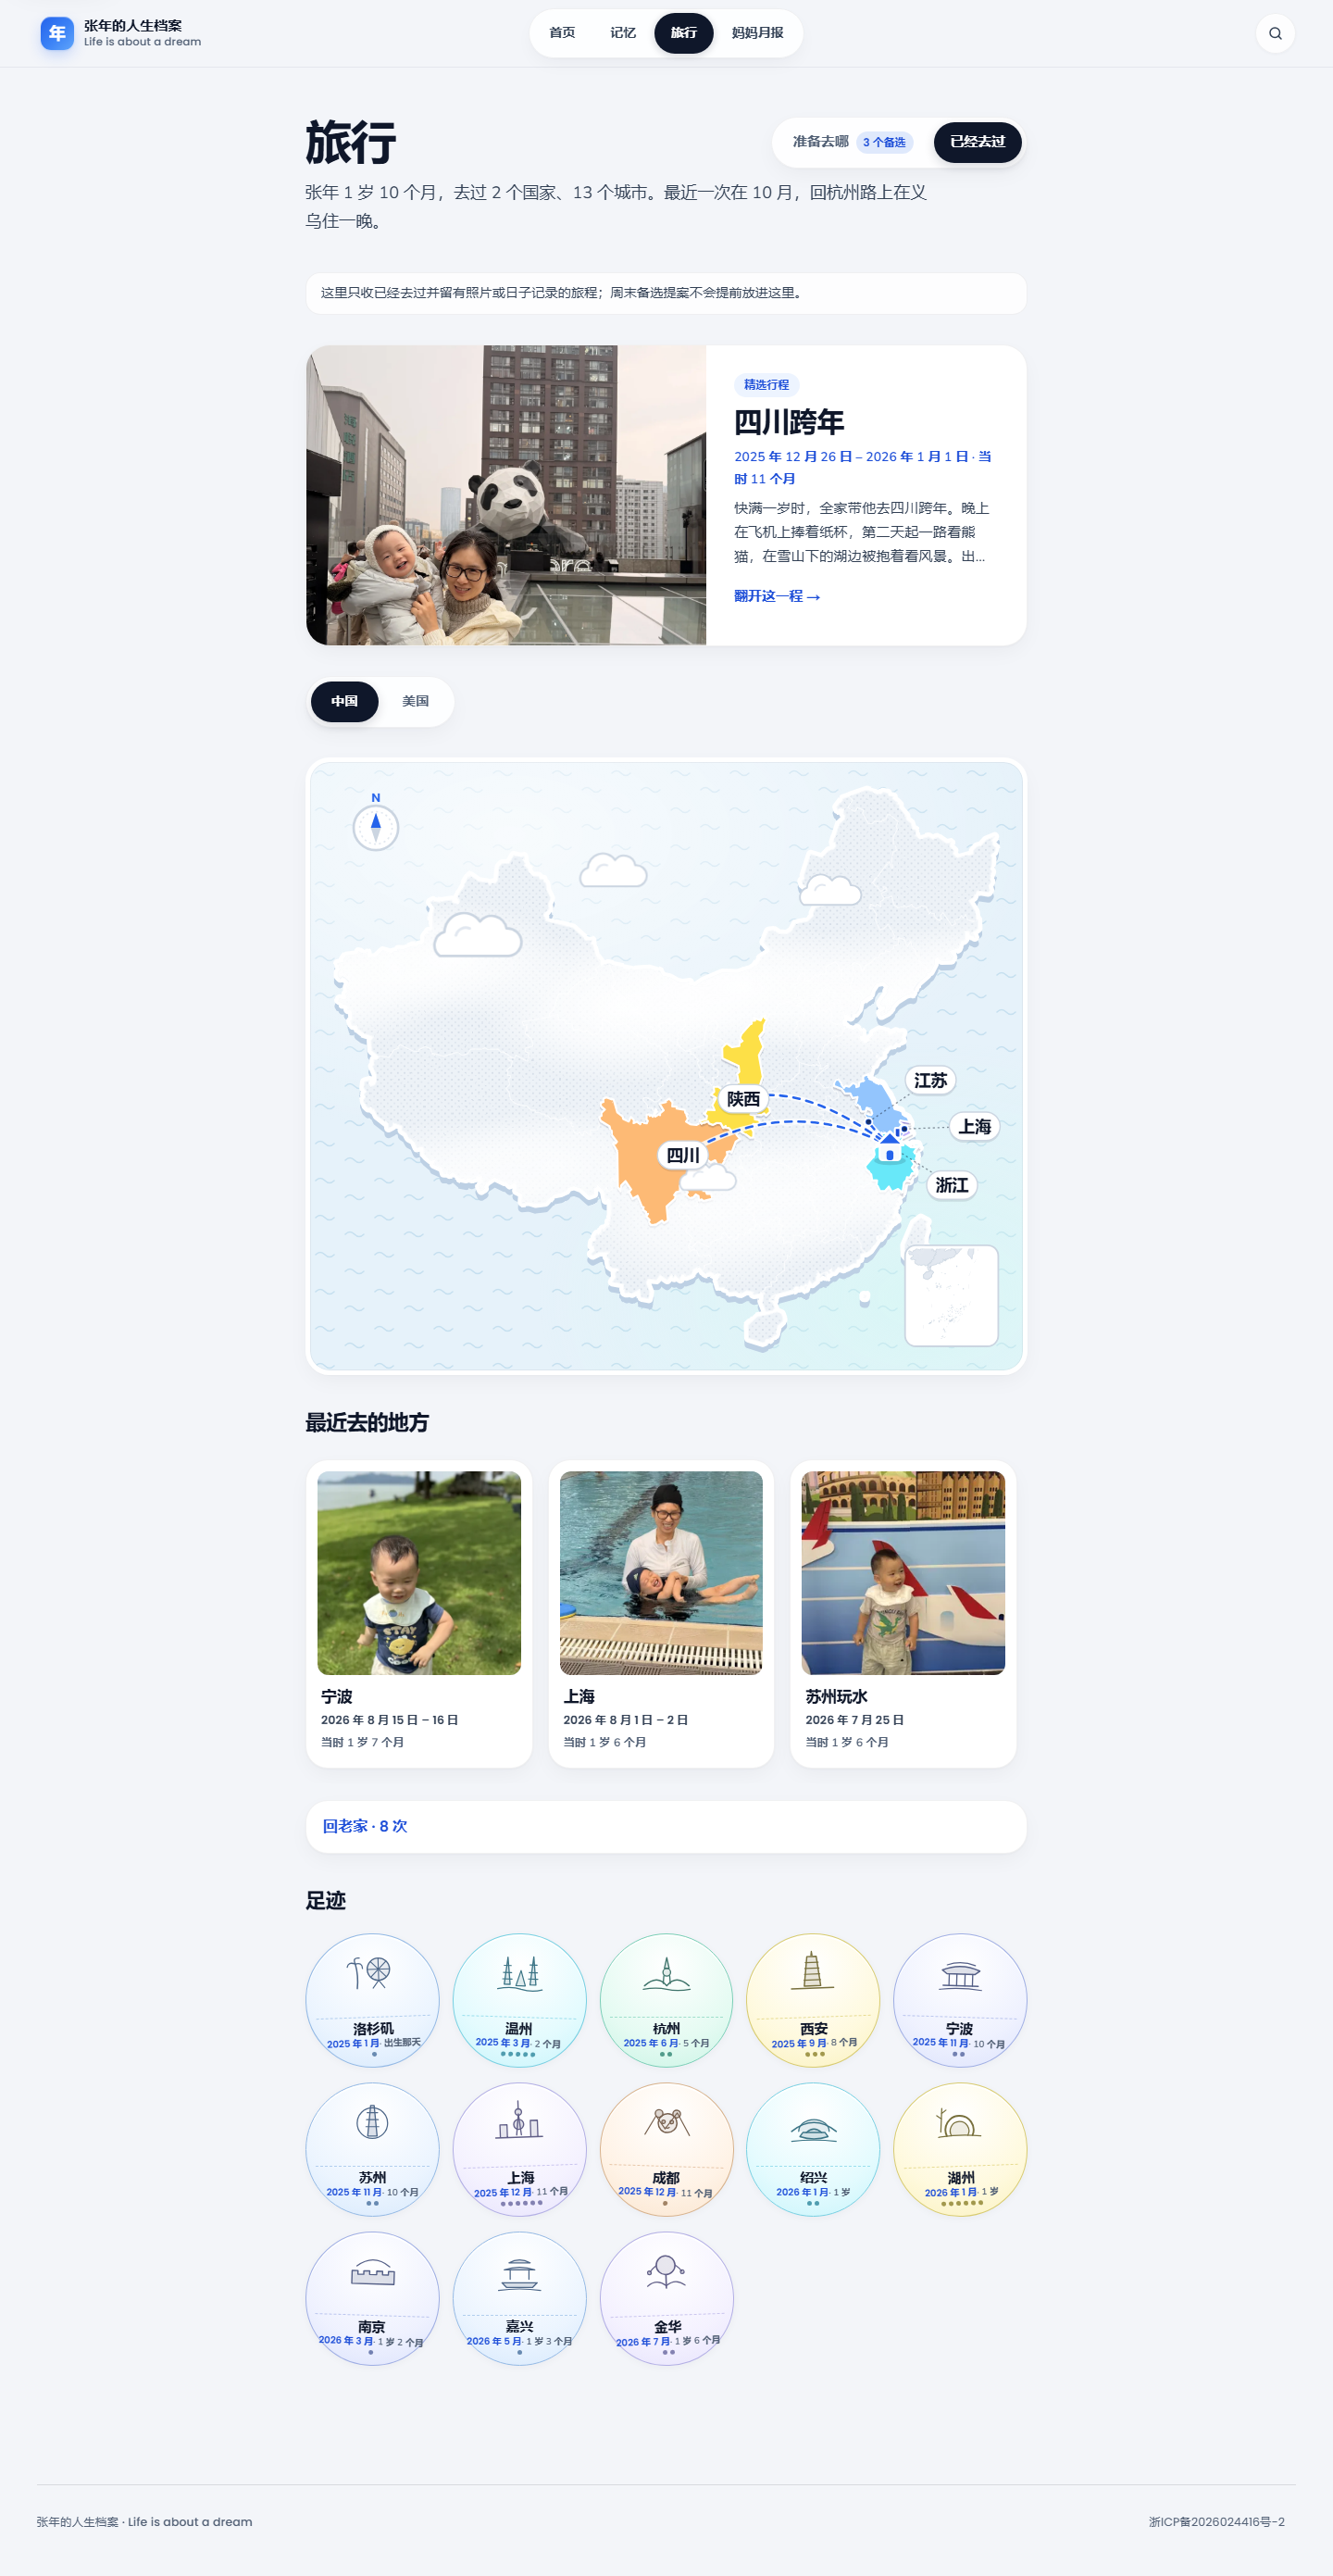 年
张年的人生档案
Life is about a dream
首页
记忆
旅行
妈妈月报
旅行
准备去哪
3 个备选
已经去过
张年 1 岁 10 个月，去过 2 个国家、13 个城市。最近一次在 10 月，回杭州路上在义
乌住一晚。
这里只收已经去过并留有照片或日子记录的旅程；周末备选提案不会提前放进这里。
精选行程
四川跨年
2025 年 12 月 26 日 – 2026 年 1 月 1 日 · 当
时 11 个月
快满一岁时，全家带他去四川跨年。晚上
在飞机上捧着纸杯，第二天起一路看熊
猫，在雪山下的湖边被抱着看风景。出…
翻开这一程 →
中国
美国
N
陕西
四川
江苏
上海
浙江
最近去的地方
宁波
2026 年 8 月 15 日 – 16 日
当时 1 岁 7 个月
上海
2026 年 8 月 1 日 – 2 日
当时 1 岁 6 个月
苏州玩水
2026 年 7 月 25 日
当时 1 岁 6 个月
回老家 · 8 次
足迹
洛杉矶
2025 年 1 月· 出生那天
温州
2025 年 3 月· 2 个月
杭州
2025 年 6 月· 5 个月
西安
2025 年 9 月· 8 个月
宁波
2025 年 11 月· 10 个月
苏州
2025 年 11 月· 10 个月
上海
2025 年 12 月· 11 个月
成都
2025 年 12 月· 11 个月
绍兴
2026 年 1 月· 1 岁
湖州
2026 年 1 月· 1 岁
南京
2026 年 3 月· 1 岁 2 个月
嘉兴
2026 年 5 月· 1 岁 3 个月
金华
2026 年 7 月· 1 岁 6 个月
张年的人生档案 · Life is about a dream
浙ICP备2026024416号-2